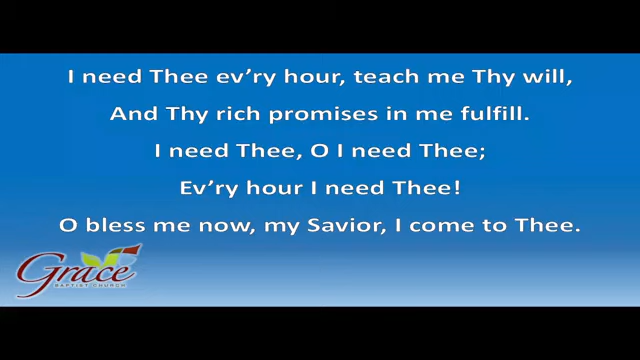 I need Thee ev’ry hour, teach me Thy will,
And Thy rich promises in me fulfill.
I need Thee, O I need Thee;
Ev’ry hour I need Thee!
O bless me now, my Savior, I come to Thee.
Grace
BAPTIST CHURCH